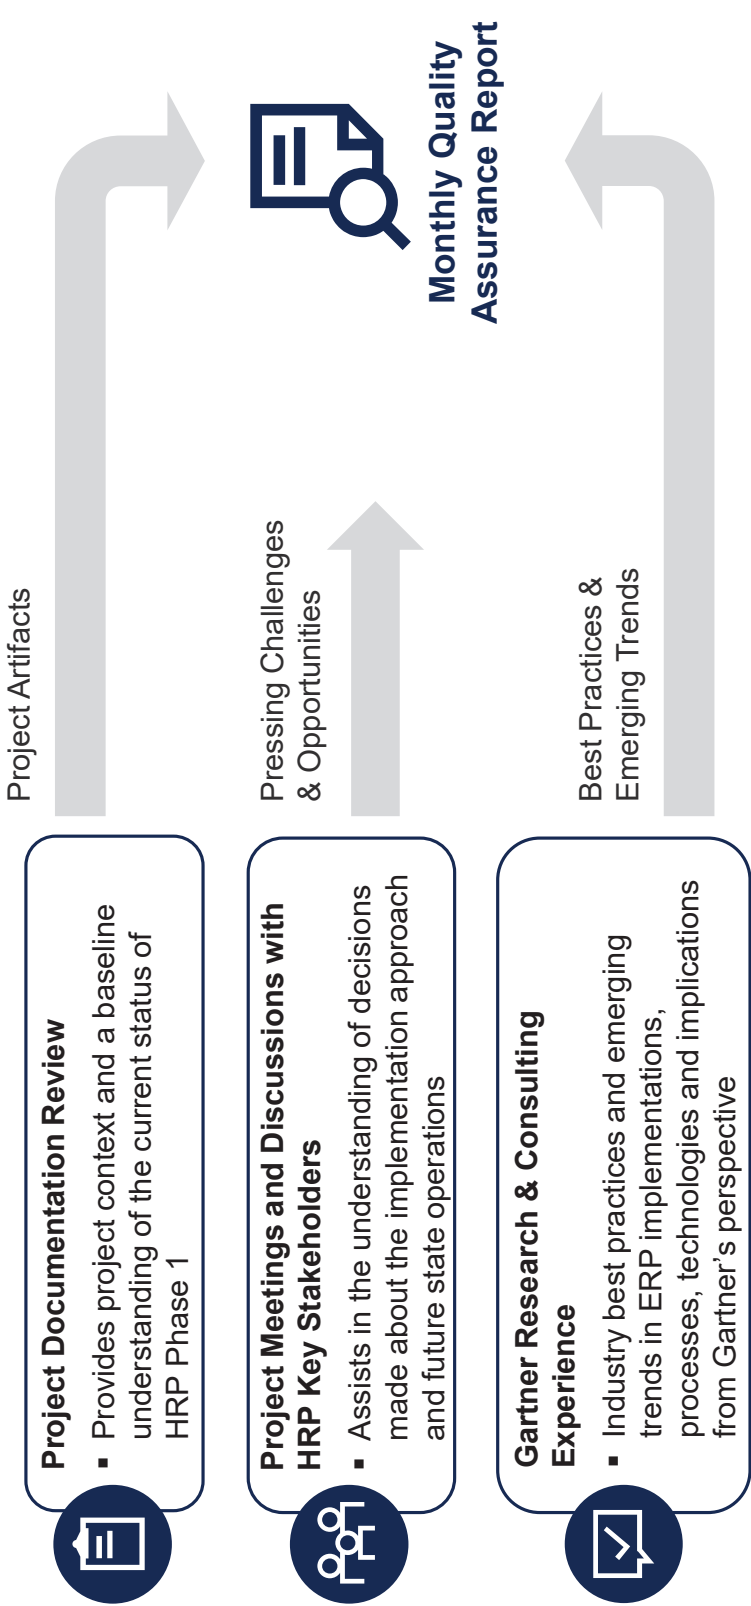 Project Documentation Review
▪ Provides project context and a baseline
understanding of the current status of
HRP Phase 1
Project Artifacts
Project Meetings and Discussions with
HRP Key Stakeholders
▪ Assists in the understanding of decisions
made about the implementation approach
and future state operations
Pressing Challenges
& Opportunities
Gartner Research & Consulting
Experience
▪ Industry best practices and emerging
trends in ERP implementations,
processes, technologies and implications
from Gartner’s perspective
Best Practices &
Emerging Trends
Monthly Quality
Assurance Report